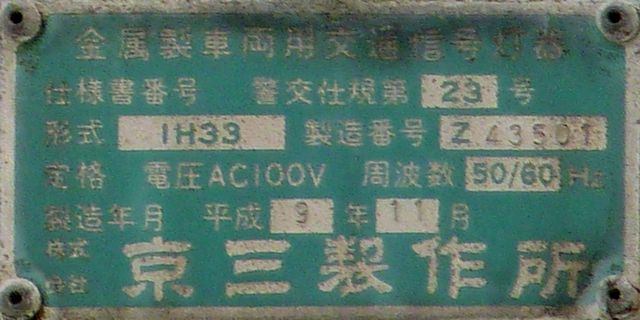 金属製車両用交通信号灯器
仕様書番号 警交仕規第 23 号
形式 1H33 製造番号 Z43501
定格 電圧AC100V 周波数 50/60Hz
製造年月 平成 9 年 11 月
株式会社 京三製作所